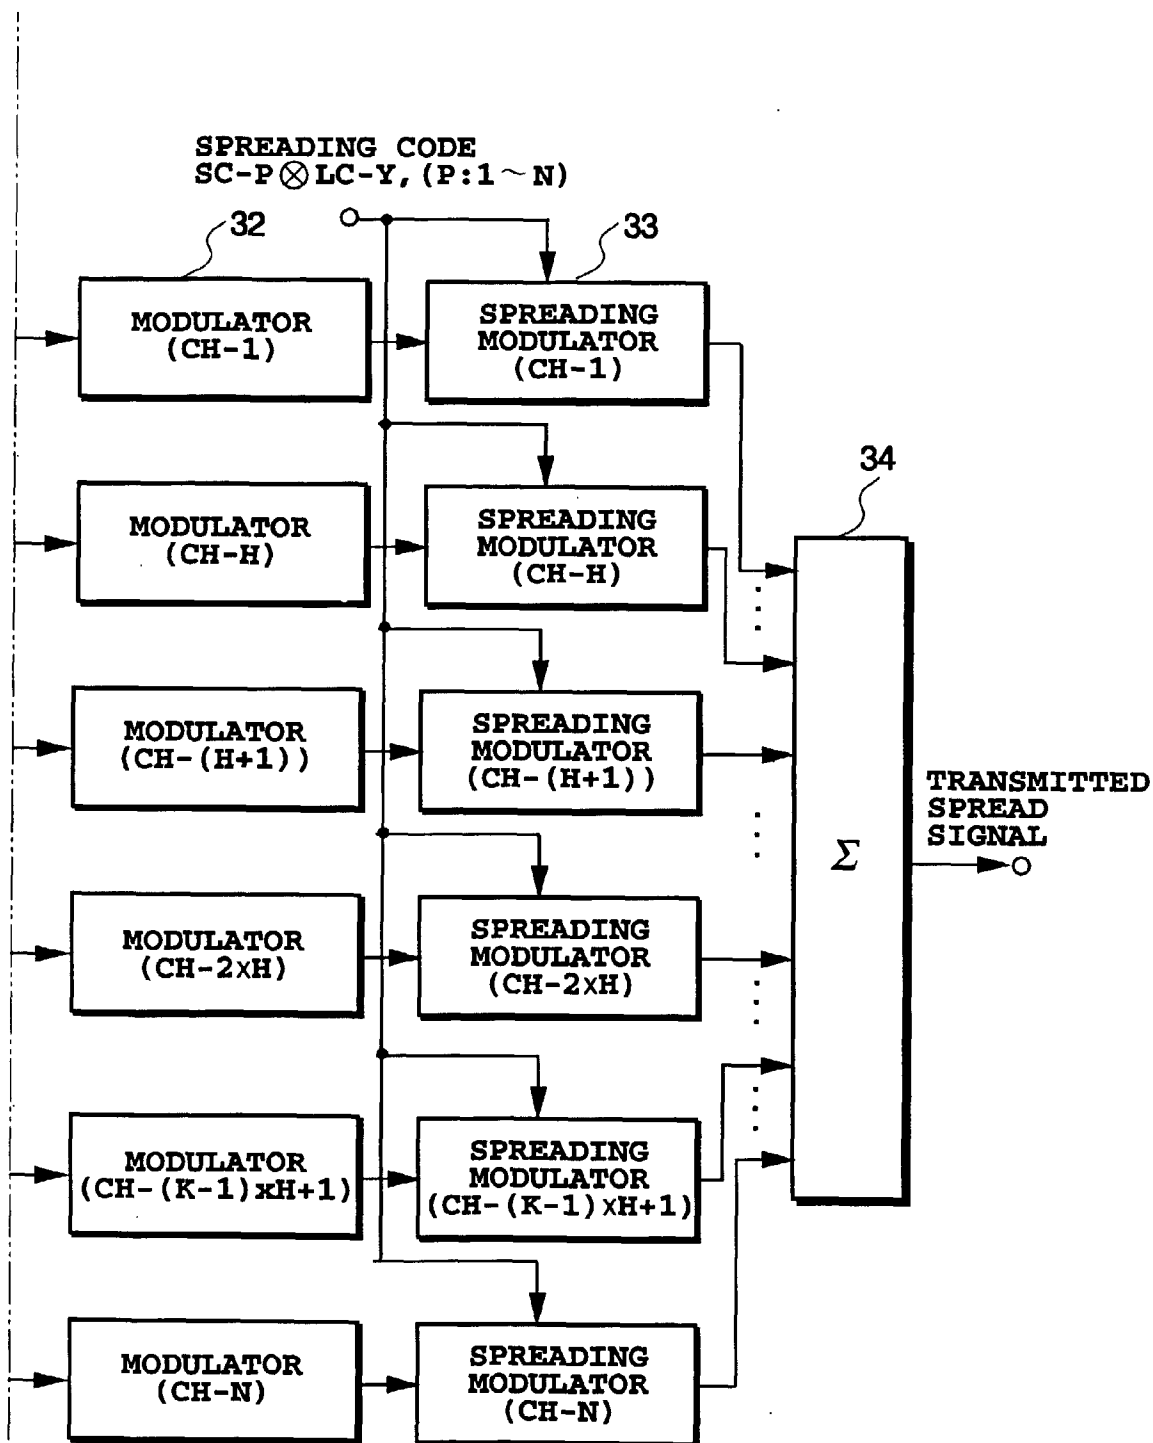 SPREADING CODE
SC-P⊗LC-Y, (P:1~N)
32
33
MODULATOR
(CH-1)
SPREADING
MODULATOR
(CH-1)
34
MODULATOR
(CH-H)
SPREADING
MODULATOR
(CH-H)
MODULATOR
(CH-(H+1))
SPREADING
MODULATOR
(CH-(H+1))
TRANSMITTED
SPREAD
SIGNAL
Σ
MODULATOR
(CH-2xH)
SPREADING
MODULATOR
(CH-2xH)
MODULATOR
(CH-(K-1)xH+1)
SPREADING
MODULATOR
(CH-(K-1)xH+1)
MODULATOR
(CH-N)
SPREADING
MODULATOR
(CH-N)